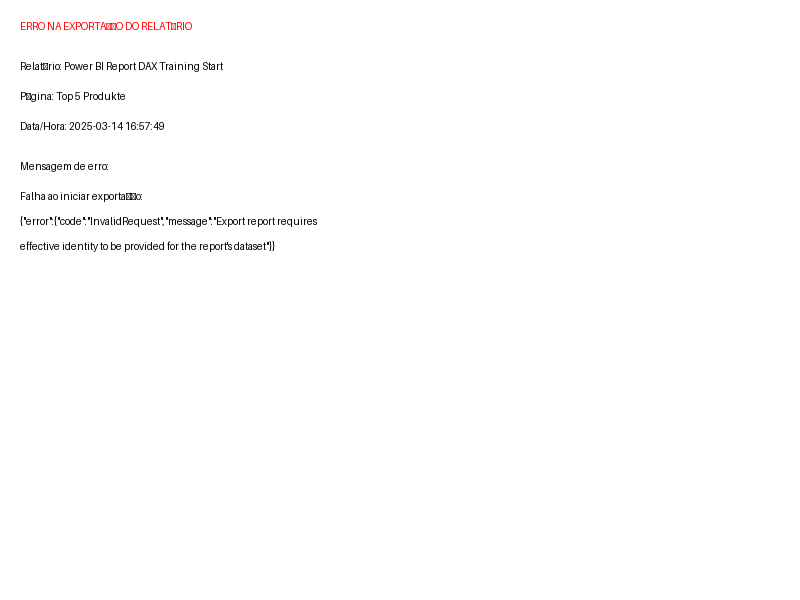 ERRO NA EXPORTA▯▯O DO RELAT▯RIO
Relat▯rio: Power BI Report DAX Training Start
P▯gina: Top 5 Produkte
Data/Hora: 2025-03-14 16:57:49
Mensagem de erro:
Falha ao iniciar exporta▯▯o:
{"error":{"code":"InvalidRequest","message":"Export report requires
effective identity to be provided for the report's dataset"}}